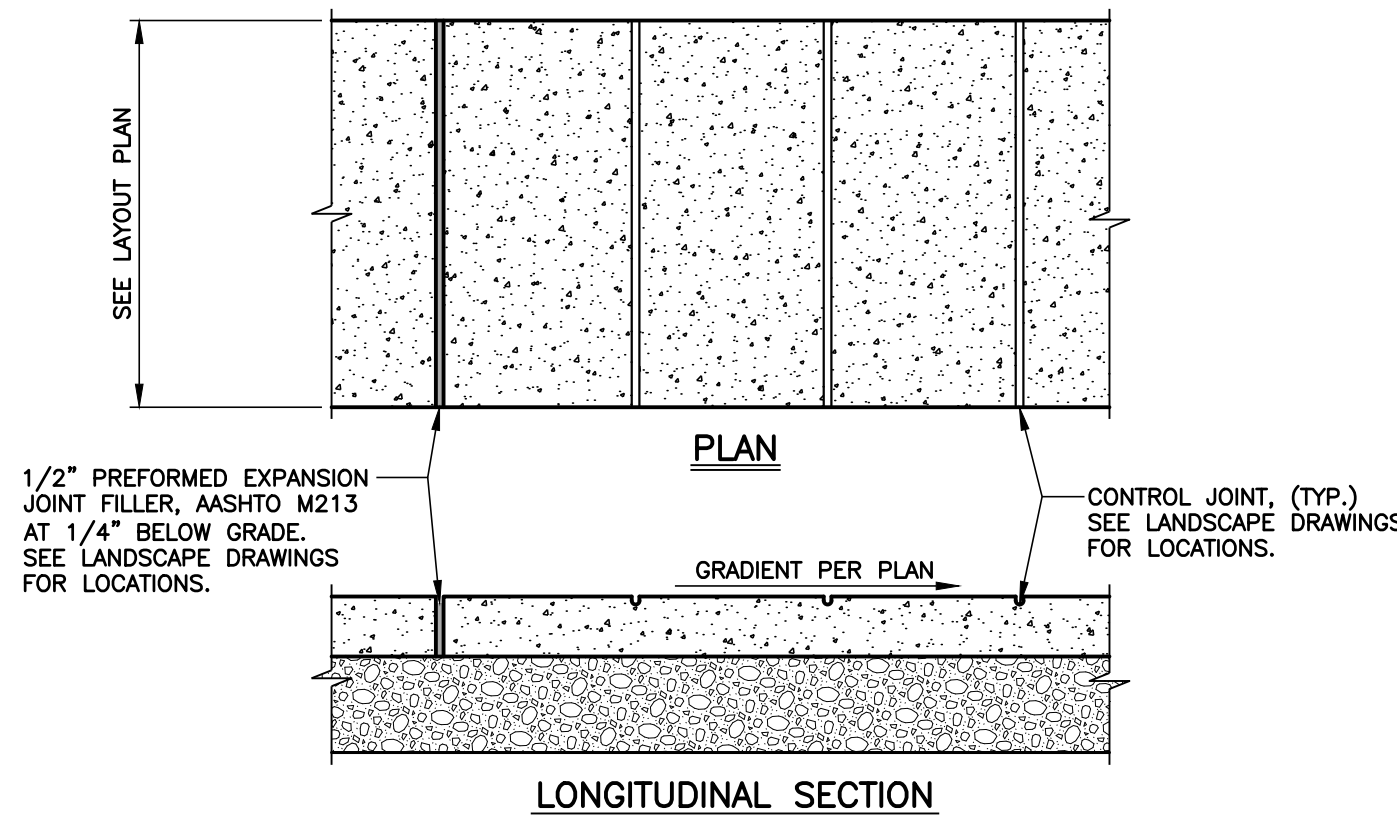 SEE LAYOUT PLAN
PLAN
1/2" PREFORMED EXPANSION
JOINT FILLER, AASHTO M213
AT 1/4" BELOW GRADE.
SEE LANDSCAPE DRAWINGS
FOR LOCATIONS.
CONTROL JOINT, (TYP.)
SEE LANDSCAPE DRAWINGS
FOR LOCATIONS.
GRADIENT PER PLAN
LONGITUDINAL SECTION